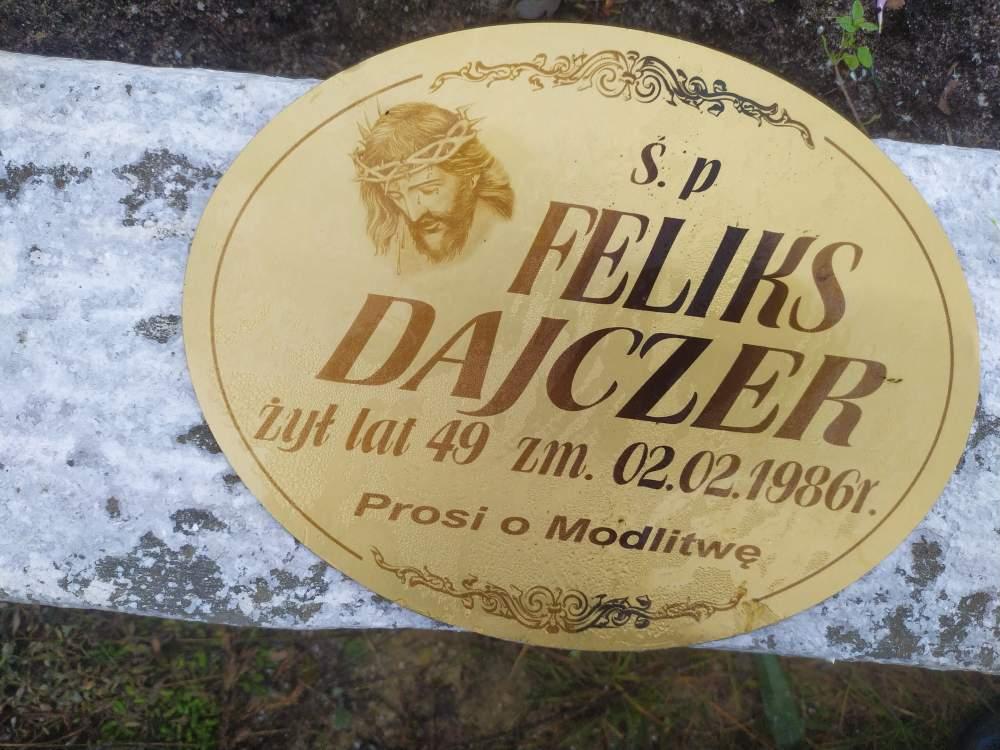 Ś. P
FELIKS
DAJCZER
żył lat 49 zm. 02.02.1986r.
Prosi o Modlitwę